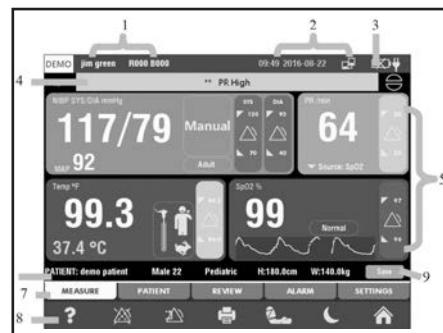 1 2 3
DEMO jim green R000 B000 09:49 2016-08-22
4 ** PR High
NIBP SYS/DIA mmHg SYS DIA PR /min
117/79 Manual 64
MAP 92 Adult Source: SpO2
5
Temp °F SpO2 %
99.3 99
37.4 °C Normal
PATIENT: demo patient Male 22 Pediatric H:180.0cm W:140.0kg Save 9
7 MEASURE PATIENT REVIEW ALARM SETTINGS
8 ?